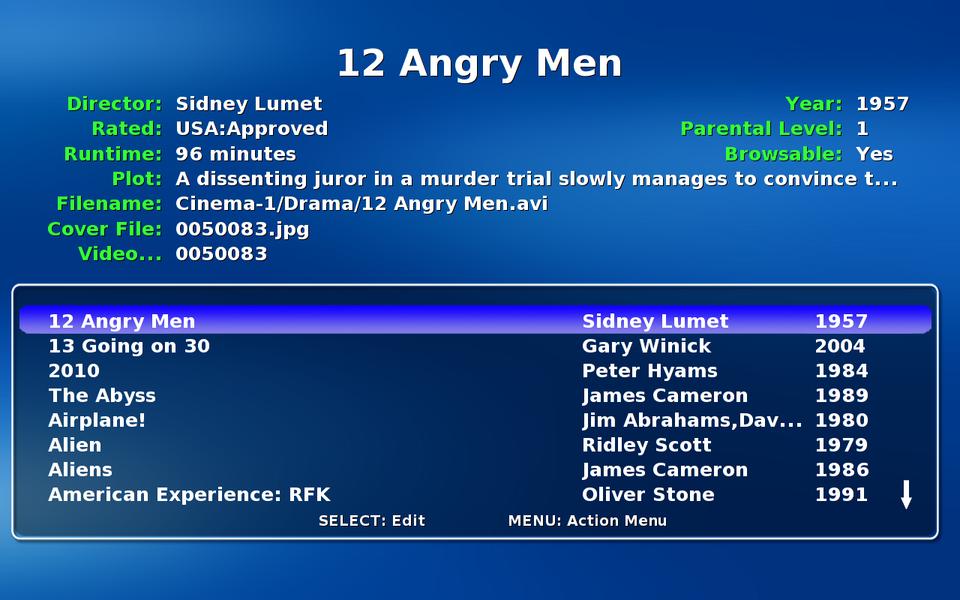 12 Angry Men
Director: Sidney Lumet Year: 1957
Rated: USA:Approved Parental Level: 1
Runtime: 96 minutes Browsable: Yes
Plot: A dissenting juror in a murder trial slowly manages to convince t...
Filename: Cinema-1/Drama/12 Angry Men.avi
Cover File: 0050083.jpg
Video... 0050083
12 Angry Men Sidney Lumet 1957
13 Going on 30 Gary Winick 2004
2010 Peter Hyams 1984
The Abyss James Cameron 1989
Airplane! Jim Abrahams,Dav... 1980
Alien Ridley Scott 1979
Aliens James Cameron 1986
American Experience: RFK Oliver Stone 1991
SELECT: Edit MENU: Action Menu